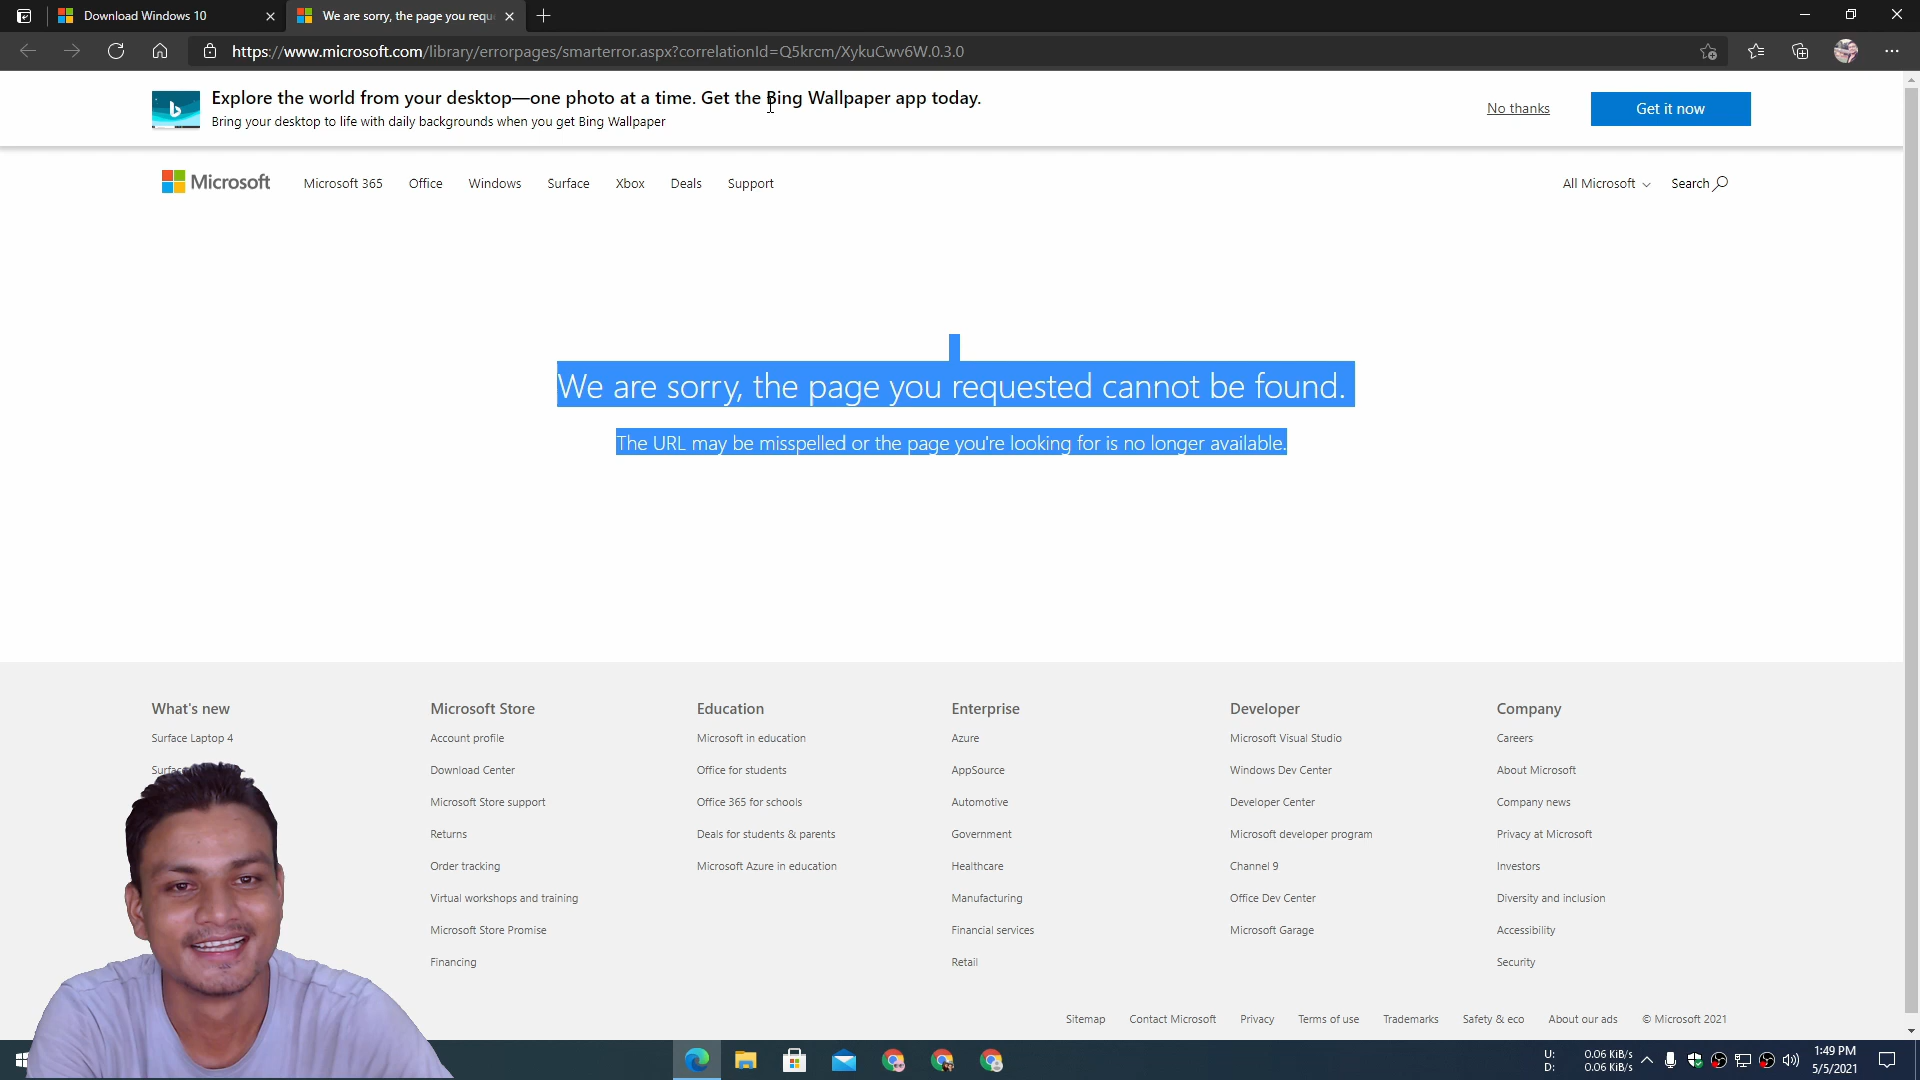 Download Windows 10
We are sorry, the page you requ
https://www.microsoft.com/library/errorpages/smarterror.aspx?correlationId=Q5krcm/XykuCwv6W.0.3.0
Explore the world from your desktop—one photo at a time. Get the Bing Wallpaper app today.
Bring your desktop to life with daily backgrounds when you get Bing Wallpaper
No thanks
Get it now
Microsoft
Microsoft 365
Office
Windows
Surface
Xbox
Deals
Support
All Microsoft
Search
We are sorry, the page you requested cannot be found.
The URL may be misspelled or the page you're looking for is no longer available.
What's new
Surface Laptop 4
Microsoft Store
Account profile
Download Center
Microsoft Store support
Returns
Order tracking
Virtual workshops and training
Microsoft Store Promise
Financing
Education
Microsoft in education
Office for students
Office 365 for schools
Deals for students & parents
Microsoft Azure in education
Enterprise
Azure
AppSource
Automotive
Government
Healthcare
Manufacturing
Financial services
Retail
Developer
Microsoft Visual Studio
Windows Dev Center
Developer Center
Microsoft developer program
Channel 9
Office Dev Center
Microsoft Garage
Company
Careers
About Microsoft
Company news
Privacy at Microsoft
Investors
Diversity and inclusion
Accessibility
Security
Sitemap
Contact Microsoft
Privacy
Terms of use
Trademarks
Safety & eco
About our ads
© Microsoft 2021
U: 0.06 KiB/s
D: 0.06 KiB/s
1:49 PM
5/5/2021